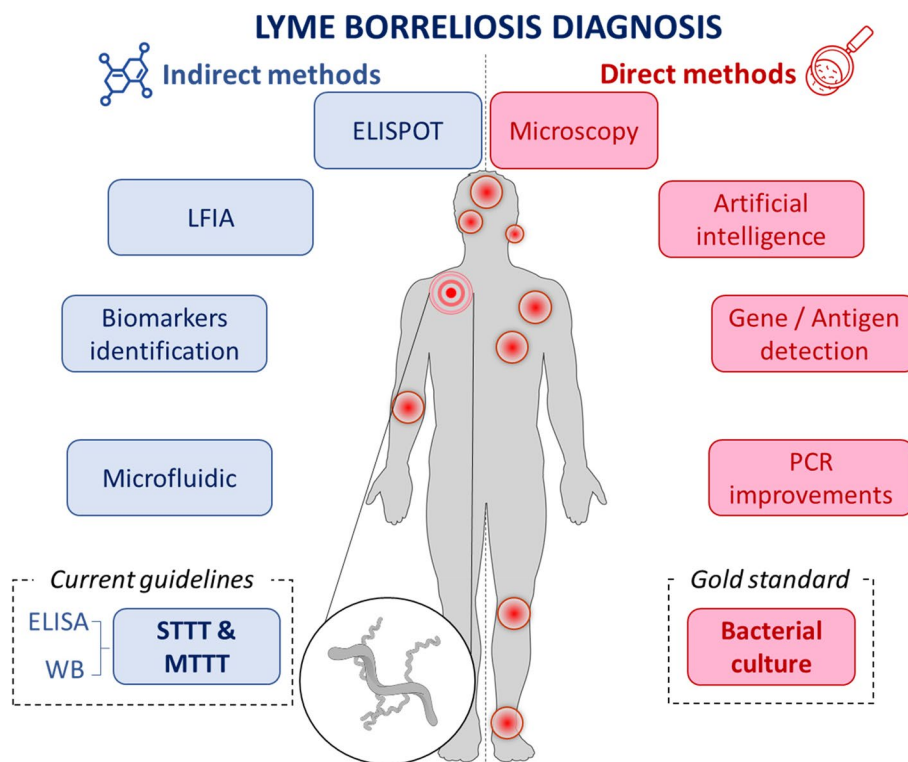 LYME BORRELIOSIS DIAGNOSIS
Indirect methods
Direct methods
ELISPOT
Microscopy
LFIA
Artificial
intelligence
Biomarkers
identification
Gene / Antigen
detection
Microfluidic
PCR
improvements
Current guidelines
ELISA
WB
STTT &
MTTT
Gold standard
Bacterial
culture